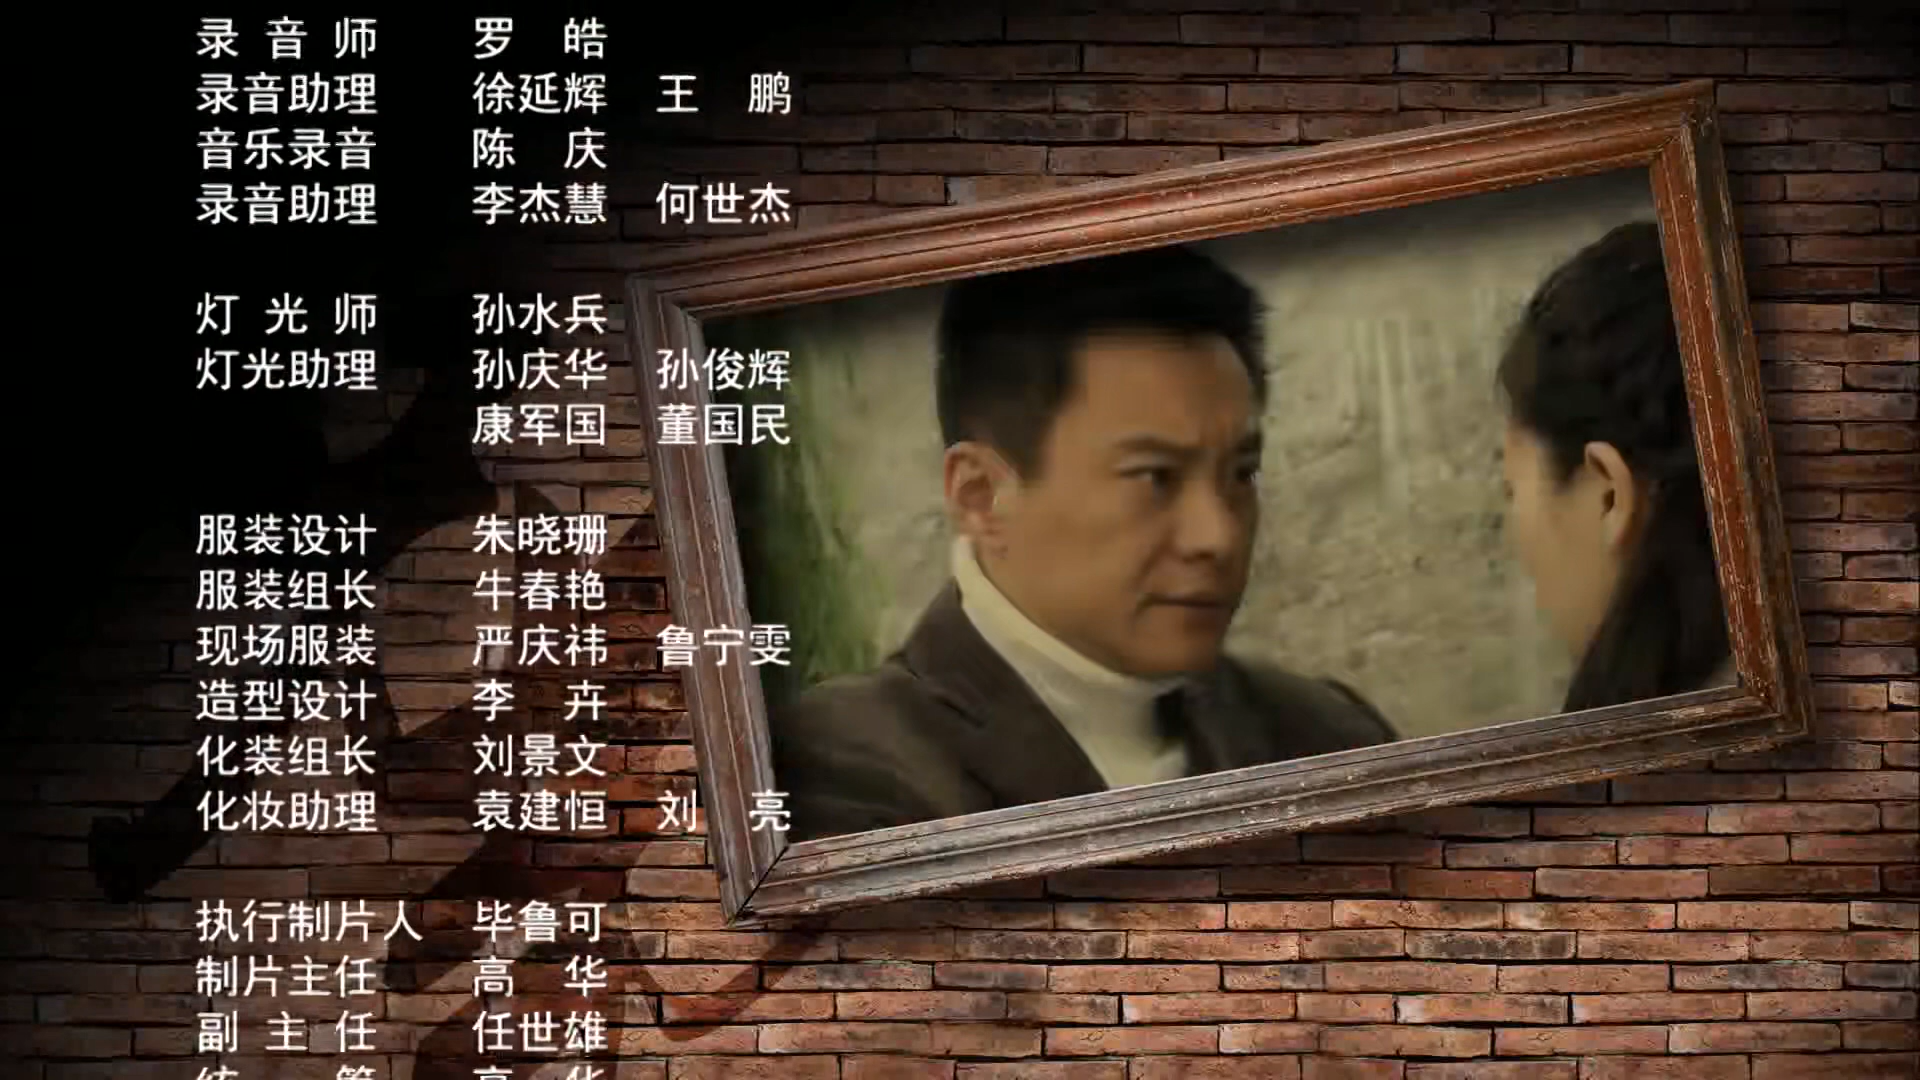 录音师 罗皓
录音助理 徐延辉 王鹏
音乐录音 陈庆
录音助理 李杰慧 何世杰
灯光师 孙水兵
灯光助理 孙庆华 孙俊辉
康军国 董国民
服装设计 朱晓珊
服装组长 牛春艳
现场服装 严庆祎 鲁宁雯
造型设计 李卉
化装组长 刘景文
化妆助理 袁建恒 刘亮
执行制片人 毕鲁可
制片主任 高华
副主任 任世雄